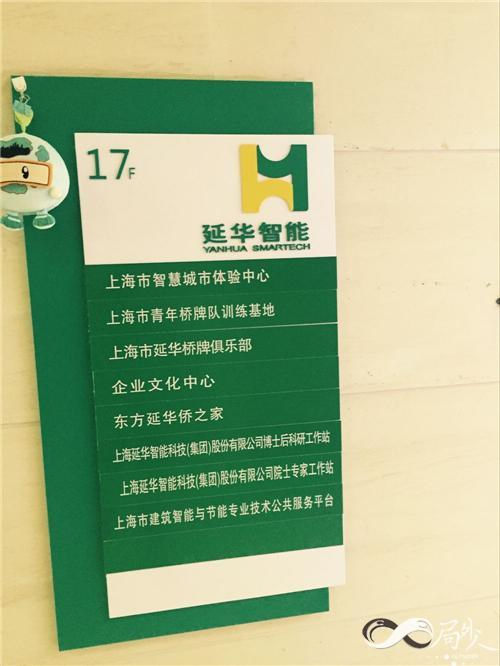 17F
延华智能
YANHUA SMARTECH
上海市智慧城市体验中心
上海市青年桥牌队训练基地
上海市延华桥牌俱乐部
企业文化中心
东方延华侨之家
上海延华智能科技(集团)股份有限公司博士后科研工作站
上海延华智能科技(集团)股份有限公司院士专家工作站
上海市建筑智能与节能专业技术公共服务平台